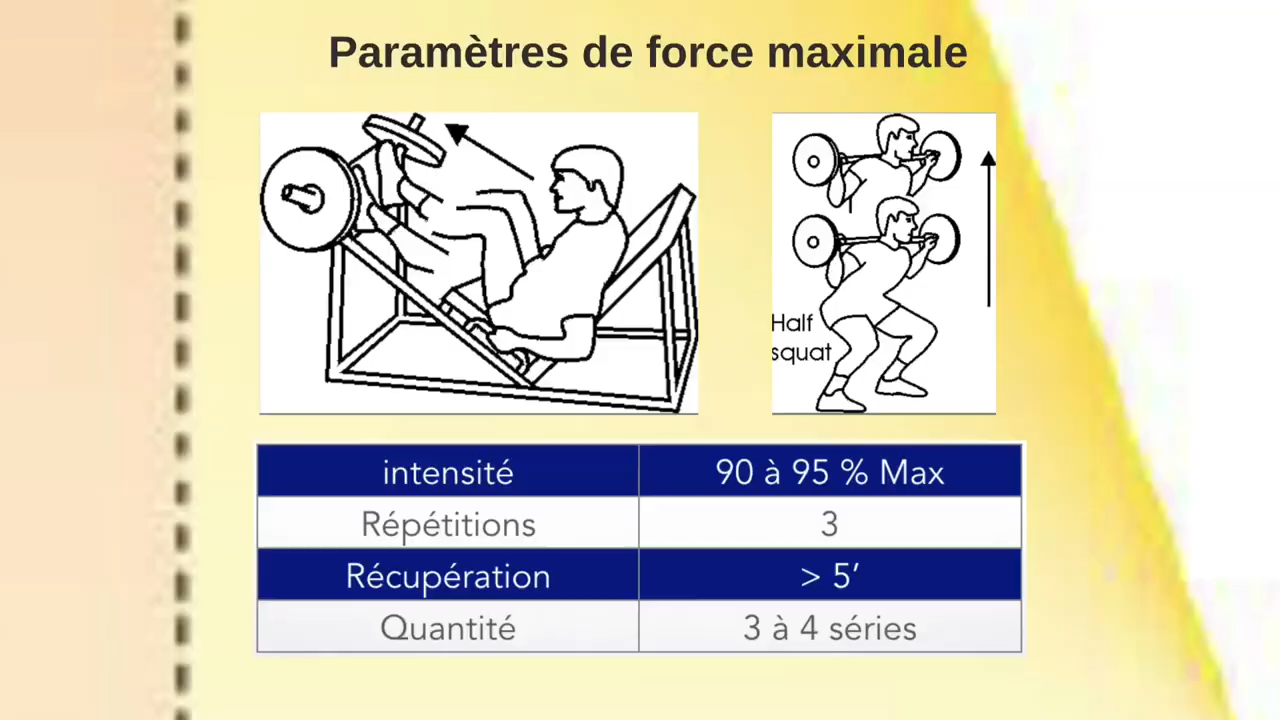 Paramètres de force maximale
Half
squat
intensité 90 à 95 % Max
Répétitions 3
Récupération > 5′
Quantité 3 à 4 séries